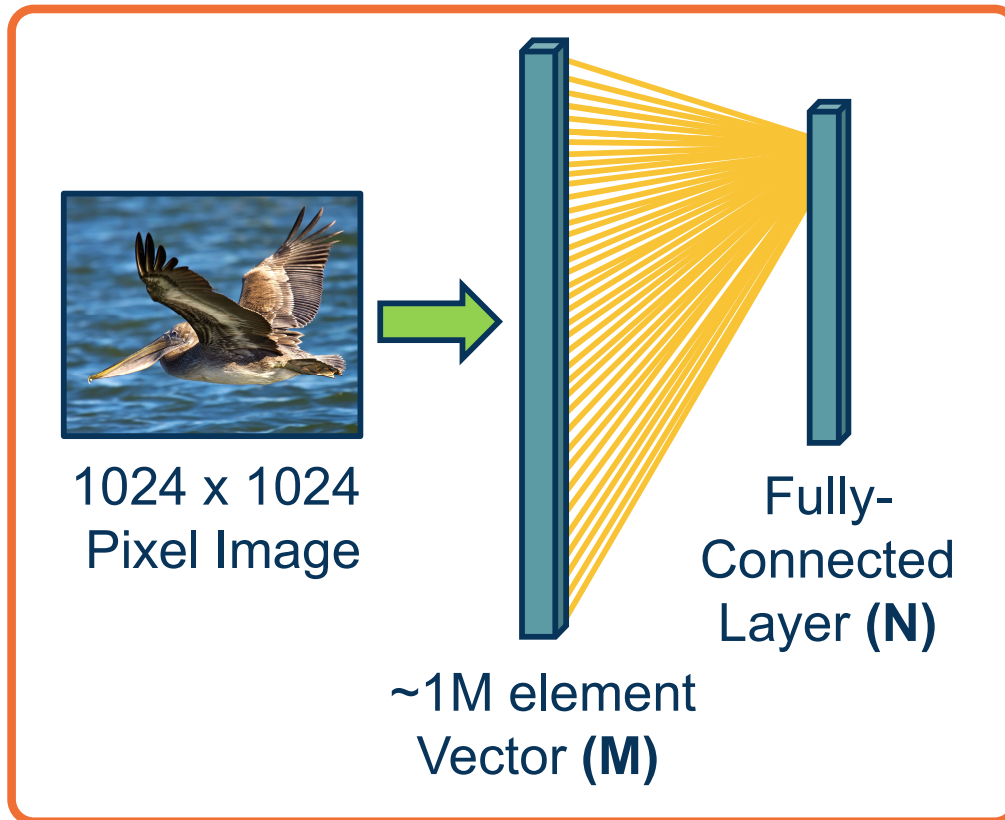 1024 x 1024
Pixel Image
~1M element
Vector (M)
Fully-
Connected
Layer (N)